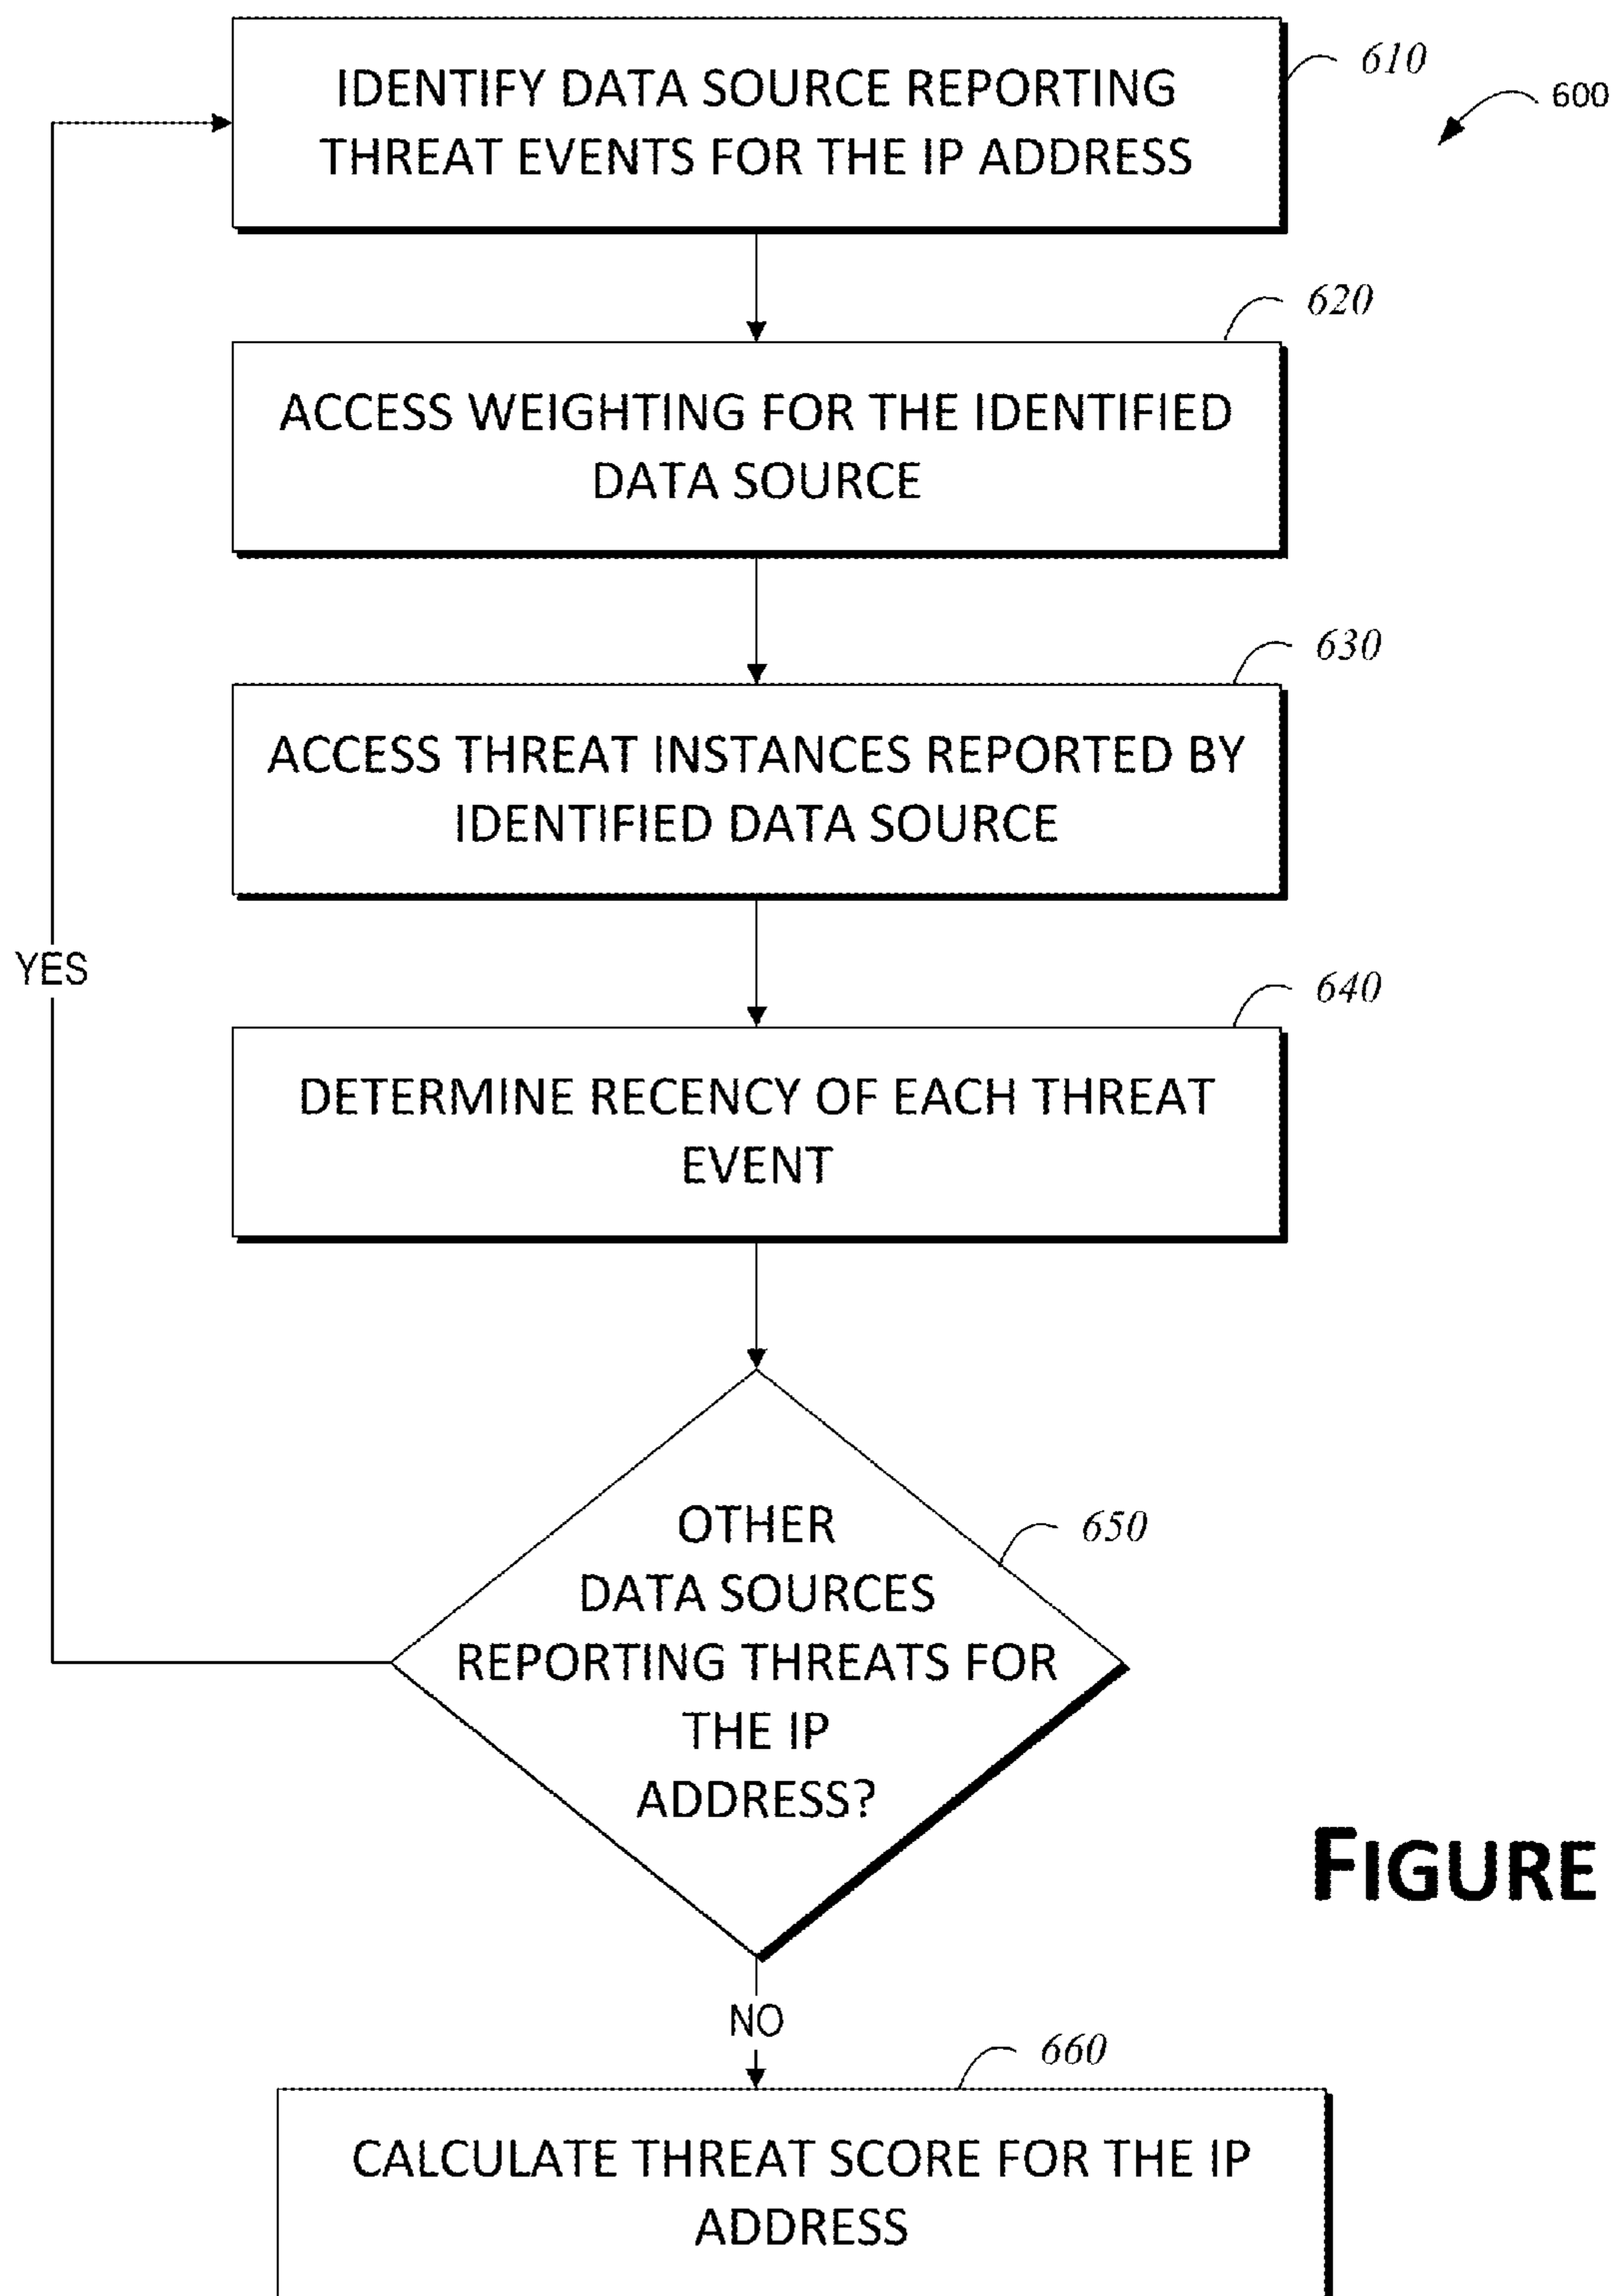 IDENTIFY DATA SOURCE REPORTING
THREAT EVENTS FOR THE IP ADDRESS
610
600
620
ACCESS WEIGHTING FOR THE IDENTIFIED
DATA SOURCE
630
ACCESS THREAT INSTANCES REPORTED BY
IDENTIFIED DATA SOURCE
YES
640
DETERMINE RECENCY OF EACH THREAT
EVENT
OTHER
DATA SOURCES
REPORTING THREATS FOR
THE IP
ADDRESS?
650
FIGURE
NO
660
CALCULATE THREAT SCORE FOR THE IP
ADDRESS